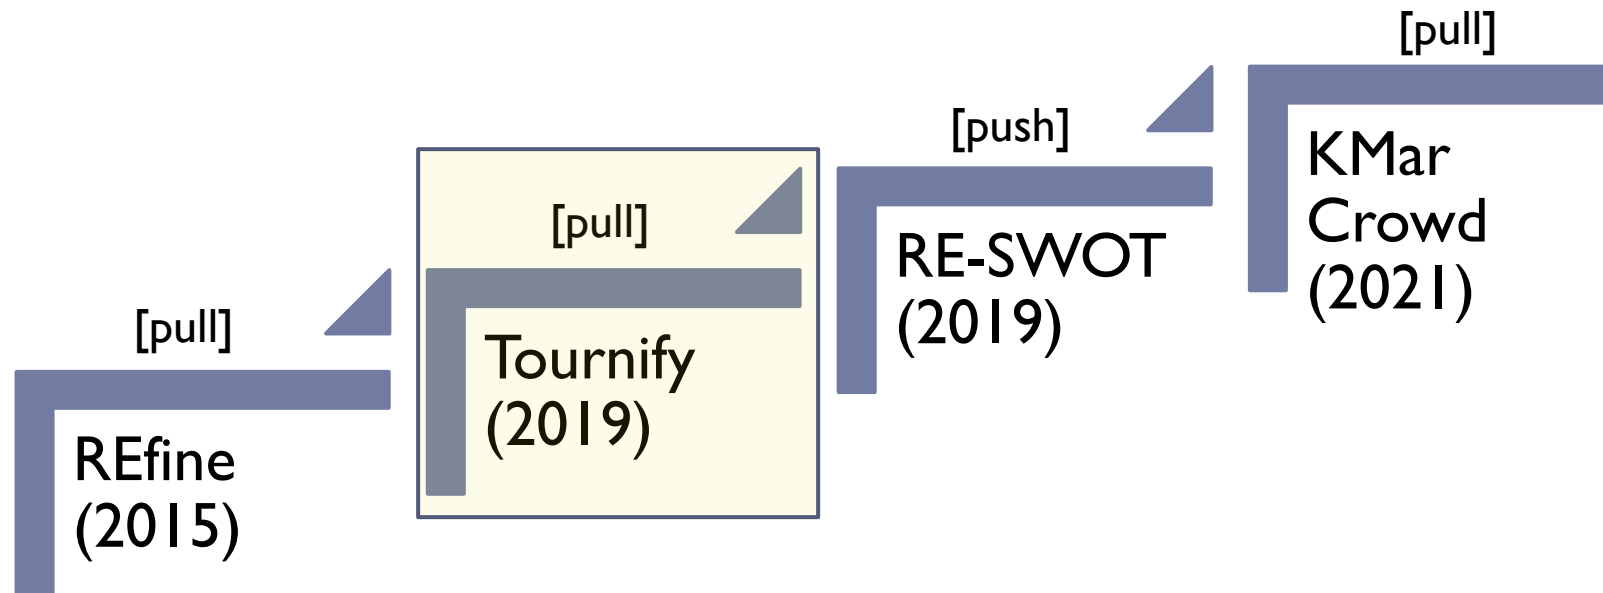 [pull]
REfine
(2015)
[pull]
Tournify
(2019)
[push]
RE-SWOT
(2019)
[pull]
KMar
Crowd
(2021)